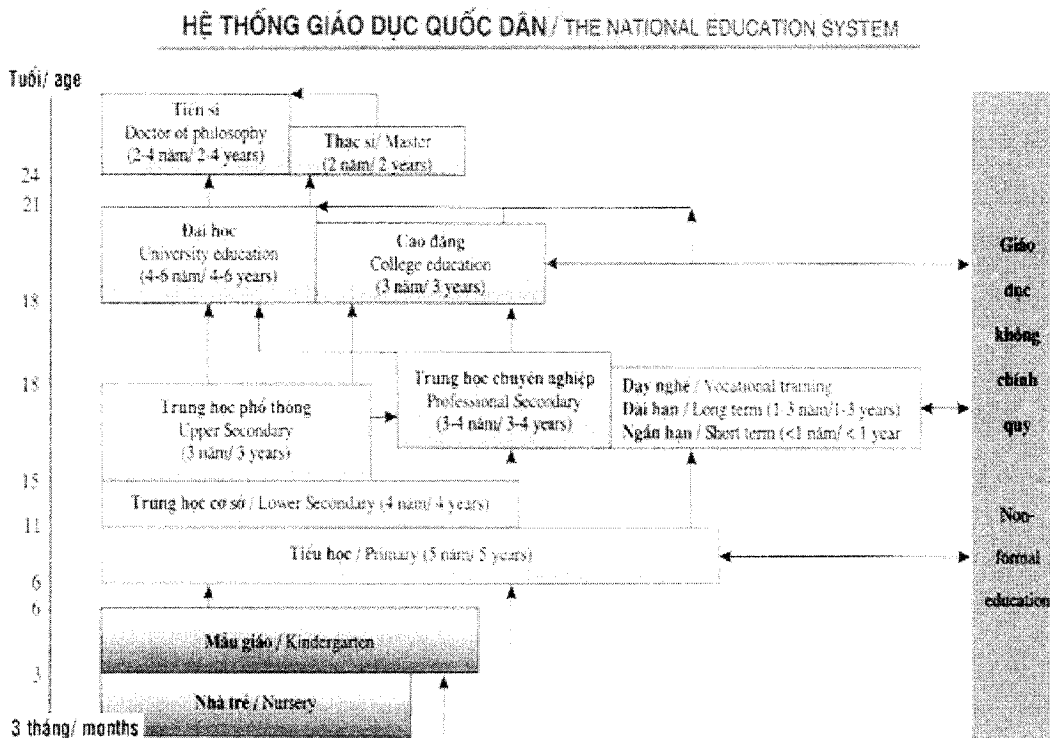 HỆ THỐNG GIÁO DỤC QUỐC DÂN / THE NATIONAL EDUCATION SYSTEM
Tuổi/ age
Tiến sĩ
Doctor of philosophy
(2-4 năm/ 2-4 years)
Thạc sĩ/ Master
(2 năm/ 2 years)
24
21
Đại học
University education
(4-6 năm/ 4-6 years)
Cao đẳng
College education
(3 năm/ 3 years)
18
18
Trung học phổ thông
Upper Secondary
(3 năm/ 3 years)
Trung học chuyên nghiệp
Professional Secondary
(3-4 năm/ 3-4 years)
Dạy nghề / Vocational training
Dài hạn / Long term (1-3 năm/1-3 years)
Ngắn hạn / Short term (<1 năm/ < 1 year
15
Trung học cơ sở / Lower Secondary (4 năm/ 4 years)
11
Tiểu học / Primary (5 năm/ 5 years)
6
6
Mẫu giáo / Kindergarten
3
Nhà trẻ / Nursery
3 tháng/ months
Giáo
dục
không
chính
quy
Non-
formal
education